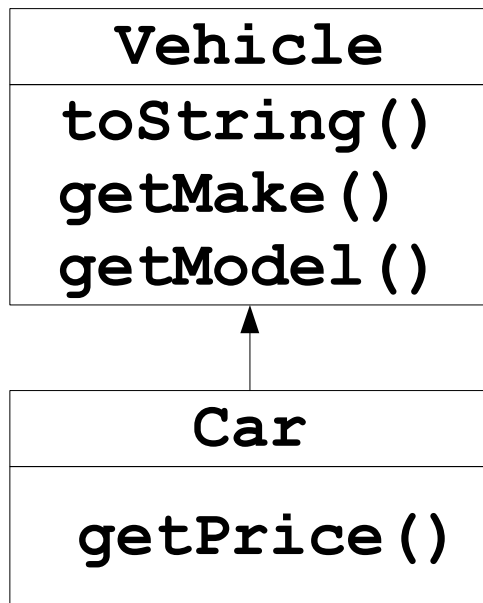 Vehicle
toString()
getMake()
getModel()
Car
getPrice()